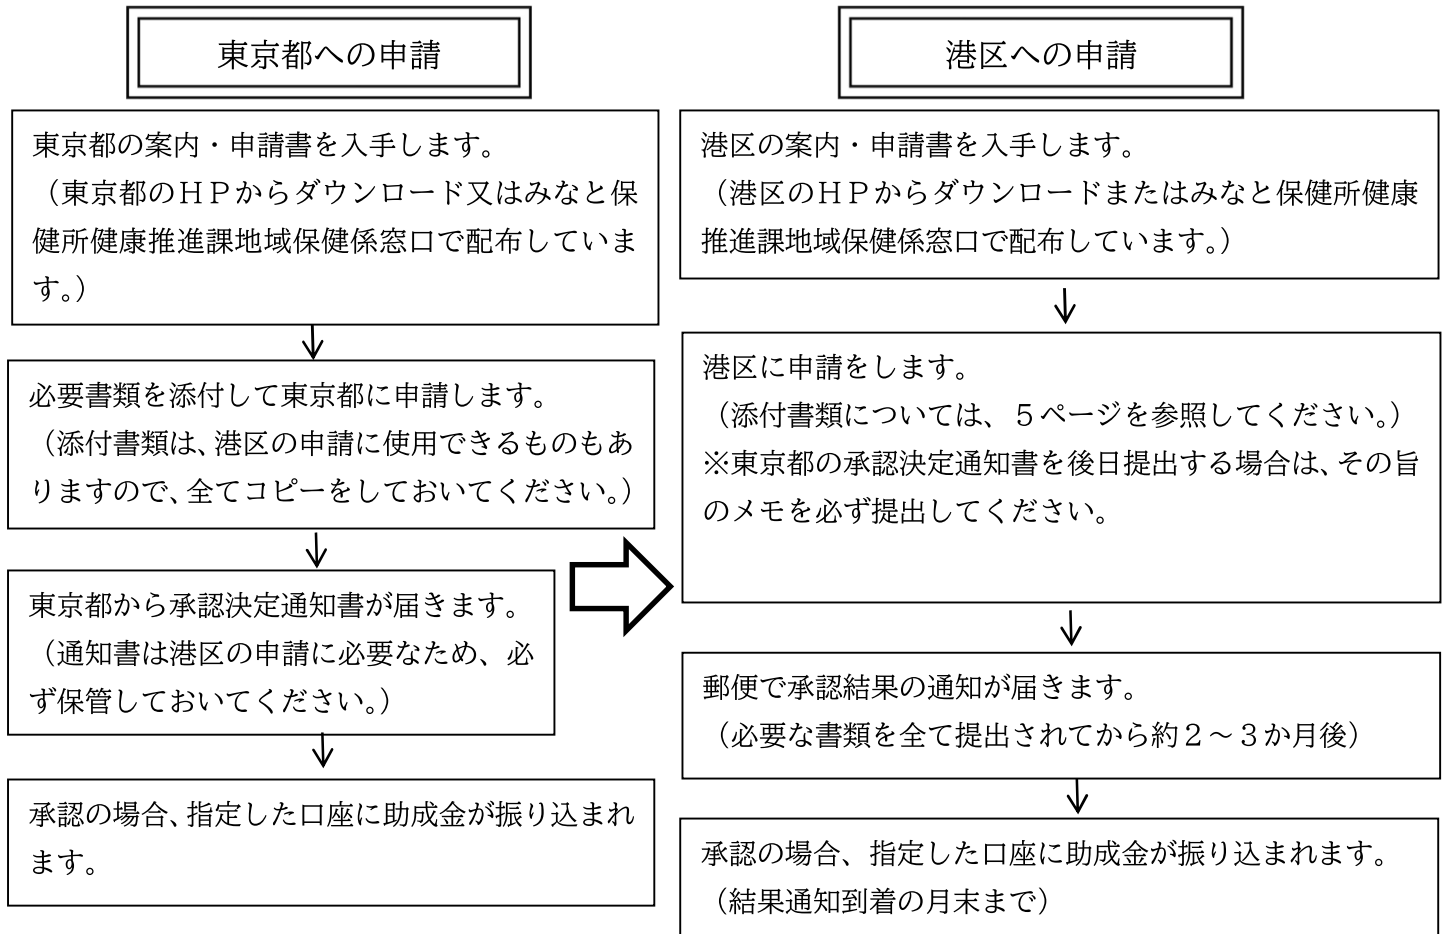 東京都への申請
東京都の案内・申請書を入手します。
（東京都のＨＰからダウンロード又はみなと保
健所健康推進課地域保健係窓口で配布していま
す。）
必要書類を添付して東京都に申請します。
（添付書類は、港区の申請に使用できるものもあ
りますので、全てコピーをしておいてください。）
東京都から承認決定通知書が届きます。
（通知書は港区の申請に必要なため、必
ず保管しておいてください。）
承認の場合、指定した口座に助成金が振り込まれ
ます。
港区への申請
港区の案内・申請書を入手します。
（港区のＨＰからダウンロードまたはみなと保健所健康
推進課地域保健係窓口で配布しています。）
港区に申請をします。
（添付書類については、５ページを参照してください。）
※東京都の承認決定通知書を後日提出する場合は、その旨
のメモを必ず提出してください。
郵便で承認結果の通知が届きます。
（必要な書類を全て提出されてから約２～３か月後）
承認の場合、指定した口座に助成金が振り込まれます。
（結果通知到着の月末まで）